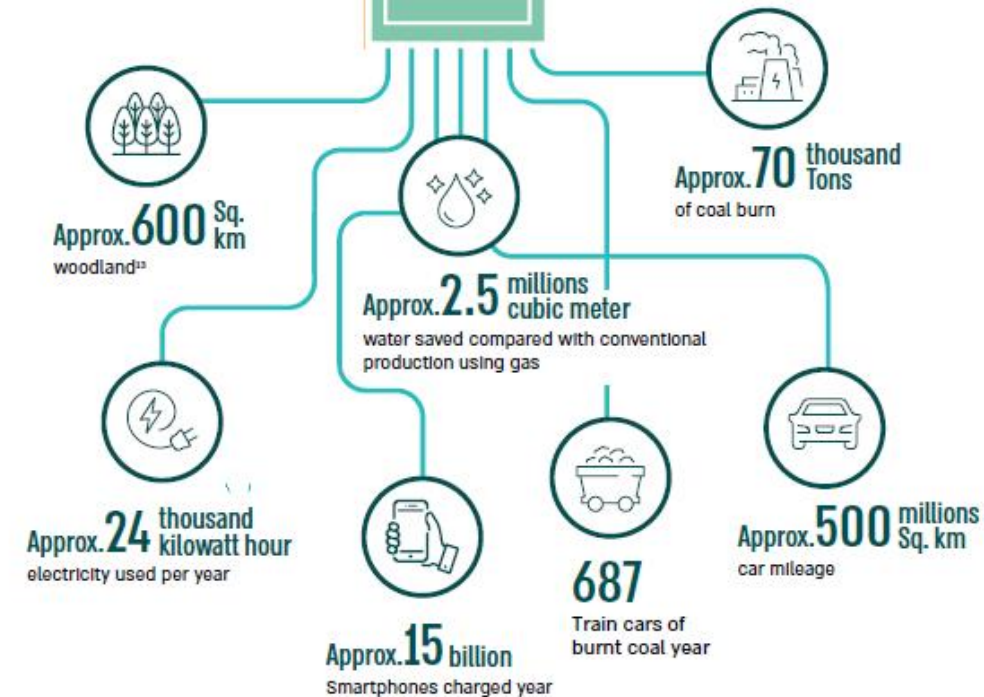 Approx.70 thousand Tons
of coal burn
Approx.600 Sq. km
woodland¹³
Approx.2.5 millions cubic meter
water saved compared with conventional
production using gas
Approx.24 thousand kilowatt hour
electricity used per year
Approx.500 millions Sq. km
car mileage
687
Train cars of
burnt coal year
Approx.15 billion
Smartphones charged year